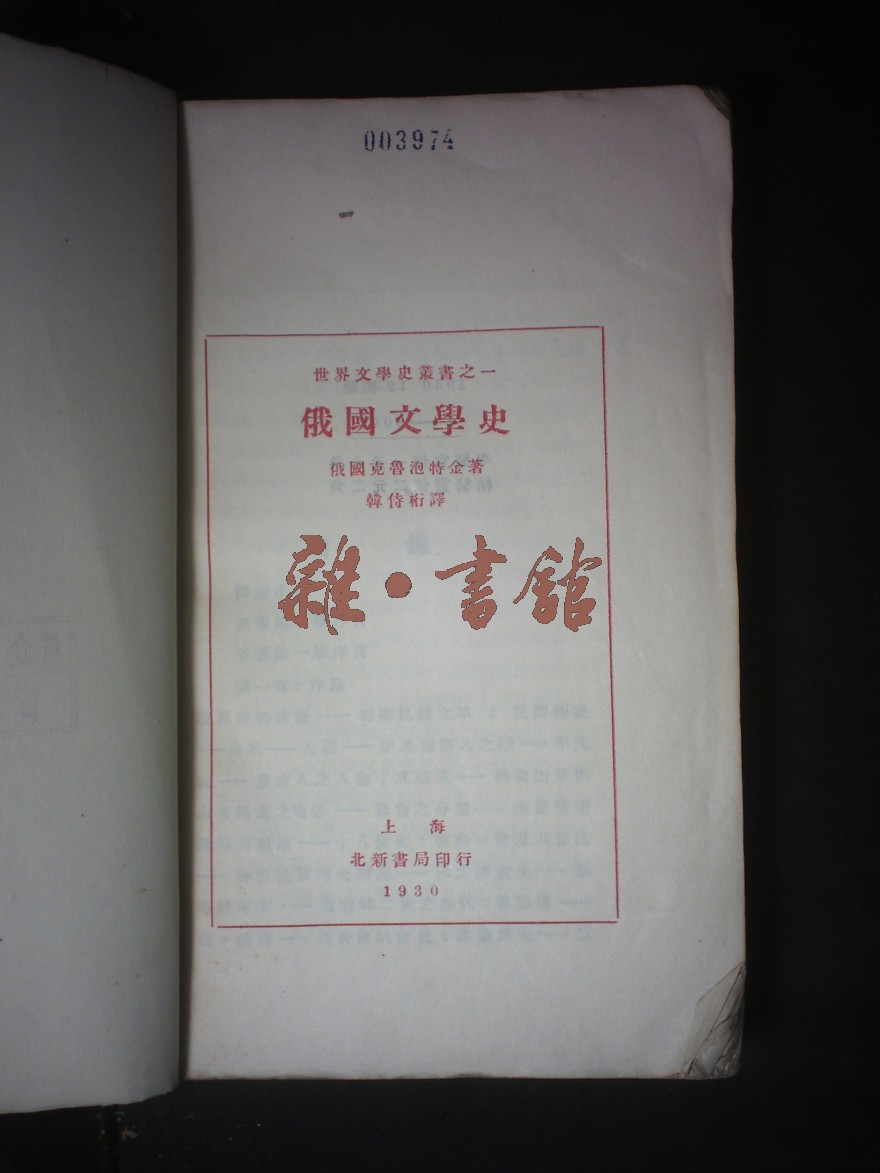 003974
世界文學史叢書之一
俄國文學史
俄國克魯泡特金著
韓侍桁譯
雜·書館
上海
北新書局印行
1930